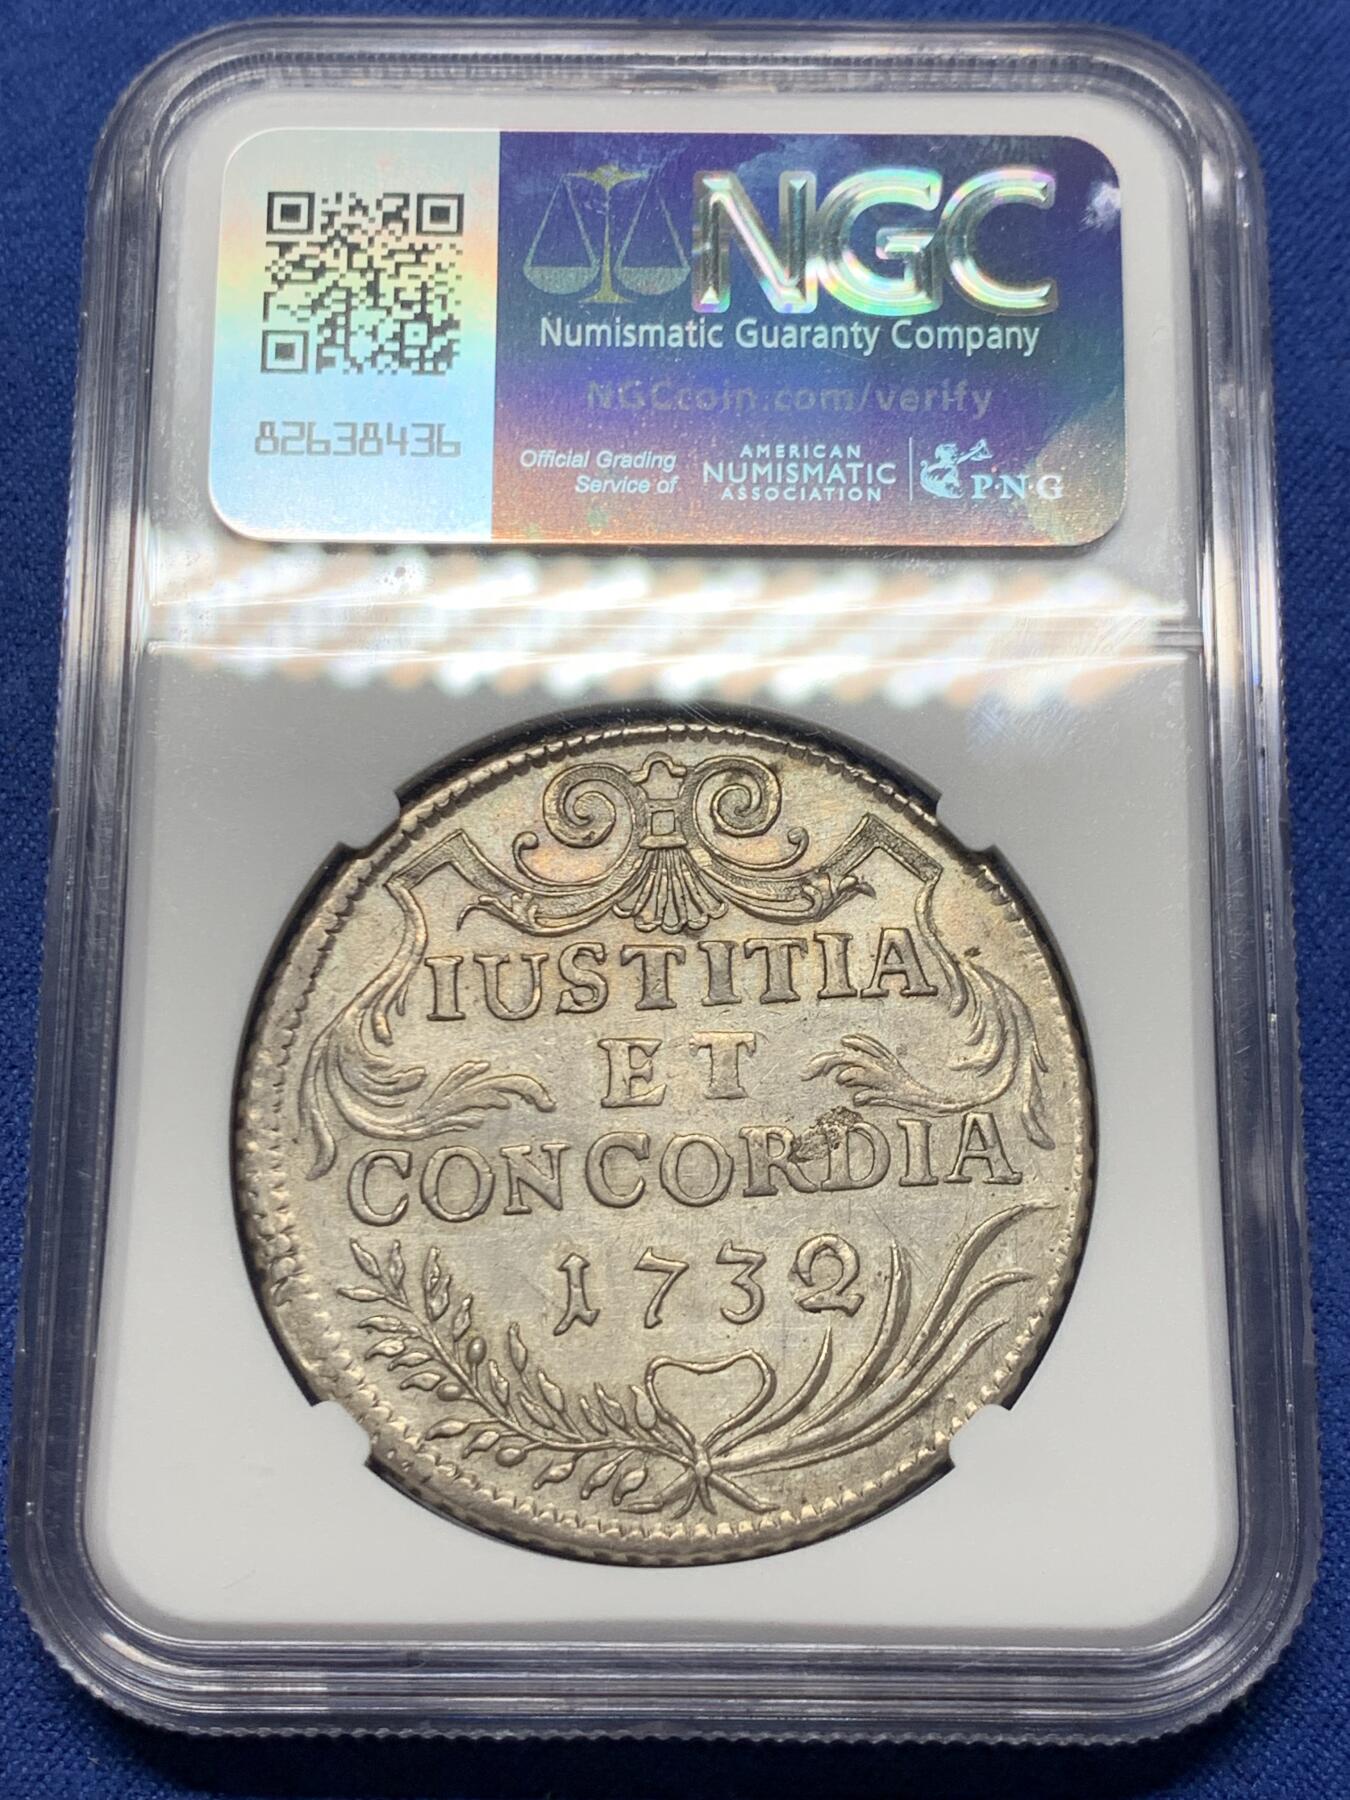 NGC
Numismatic Guaranty Company
NGCcoin.com/verify
82638436
Official Grading
Service of
AMERICAN
NUMISMATIC
ASSOCIATION
P·N·G
IUSTITIA
ET
CONCORDIA
1732